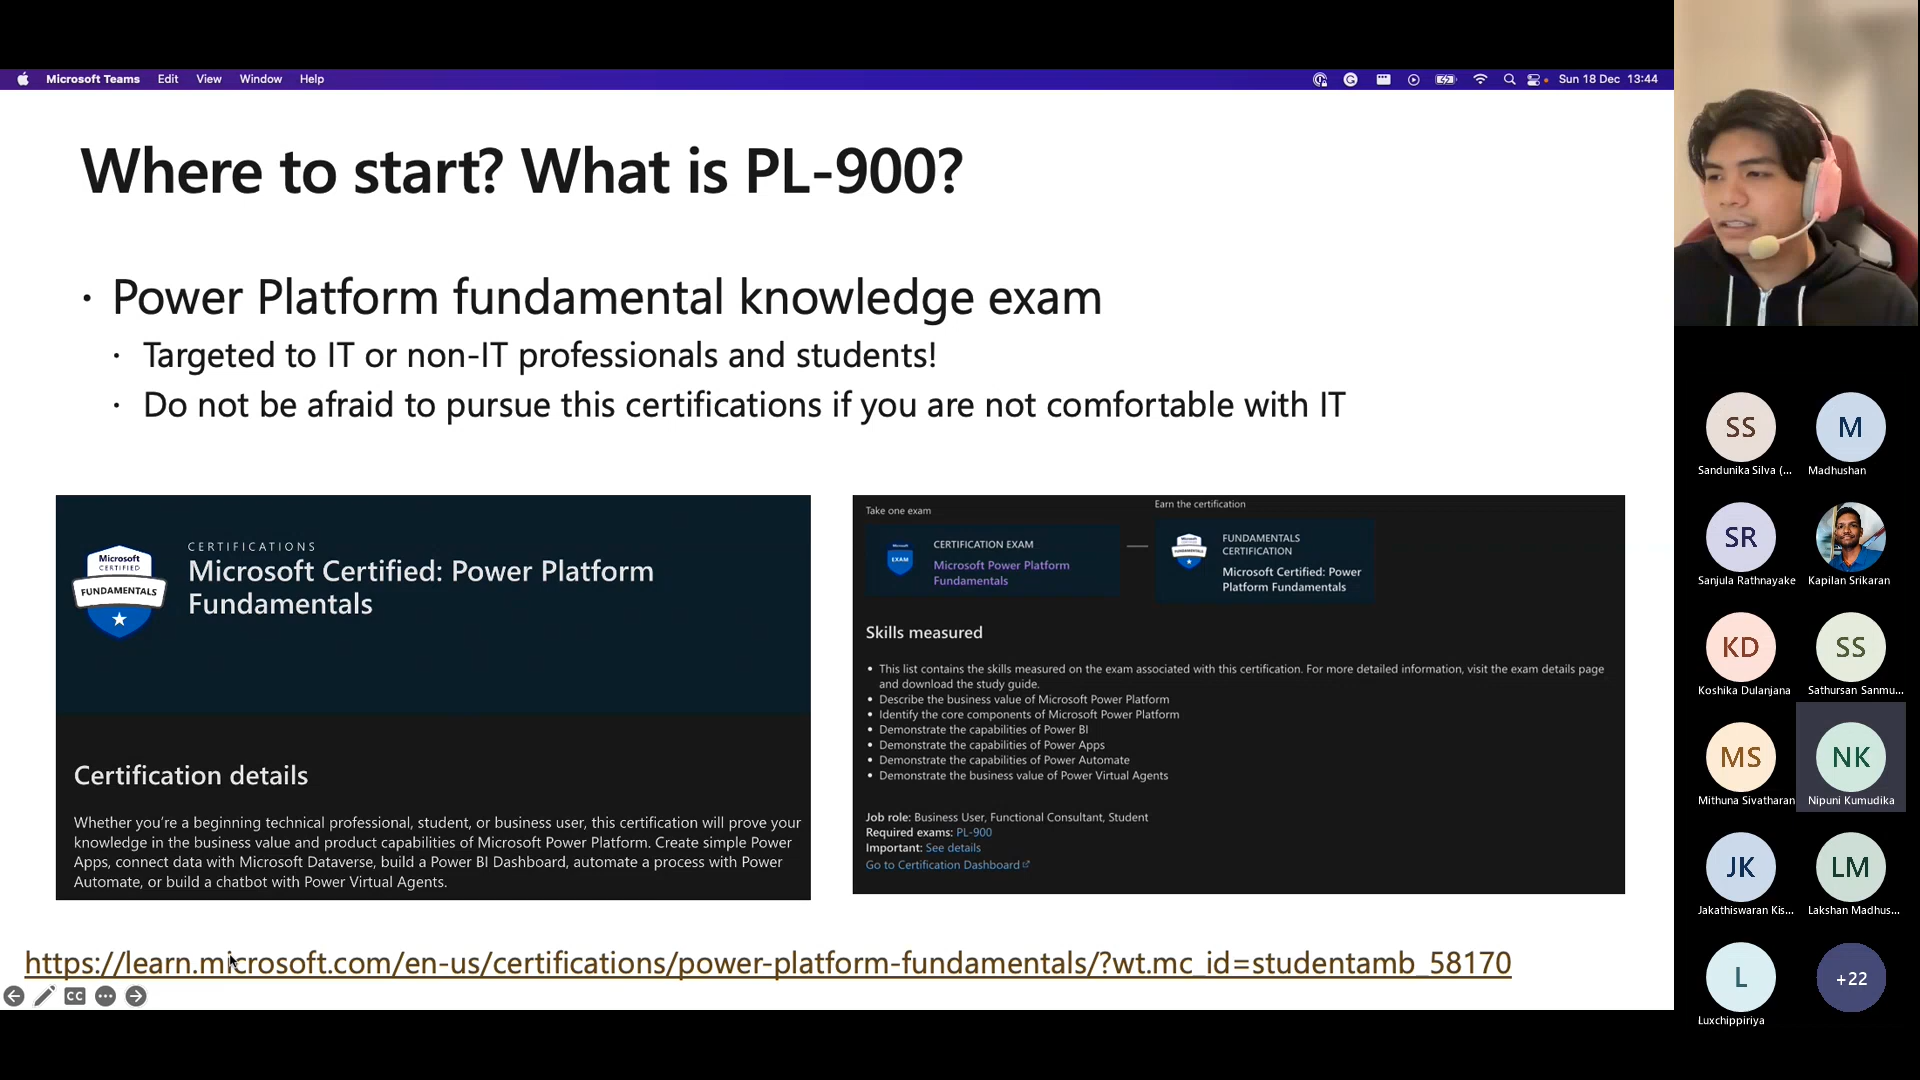 Microsoft Teams Edit View Window Help
Sun 18 Dec 13:44
Where to start? What is PL-900?
• Power Platform fundamental knowledge exam
• Targeted to IT or non-IT professionals and students!
• Do not be afraid to pursue this certifications if you are not comfortable with IT
Microsoft
CERTIFIED
FUNDAMENTALS
CERTIFICATIONS
Microsoft Certified: Power Platform
Fundamentals
Certification details
Whether you're a beginning technical professional, student, or business user, this certification will prove your
knowledge in the business value and product capabilities of Microsoft Power Platform. Create simple Power
Apps, connect data with Microsoft Dataverse, build a Power BI Dashboard, automate a process with Power
Automate, or build a chatbot with Power Virtual Agents.
Take one exam
EXAM
CERTIFICATION EXAM
Microsoft Power Platform
Fundamentals
Earn the certification
FUNDAMENTALS
FUNDAMENTALS
CERTIFICATION
Microsoft Certified: Power
Platform Fundamentals
Skills measured
• This list contains the skills measured on the exam associated with this certification. For more detailed information, visit the exam details page
and download the study guide.
• Describe the business value of Microsoft Power Platform
• Identify the core components of Microsoft Power Platform
• Demonstrate the capabilities of Power BI
• Demonstrate the capabilities of Power Apps
• Demonstrate the capabilities of Power Automate
• Demonstrate the business value of Power Virtual Agents
Job role: Business User, Functional Consultant, Student
Required exams: PL-900
Important: See details
Go to Certification Dashboard
https://learn.microsoft.com/en-us/certifications/power-platform-fundamentals/?wt.mc_id=studentamb_58170
CC
SS
Sandunika Silva (...
M
Madhushan
SR
Sanjula Rathnayake
Kapilan Srikaran
KD
Koshika Dulanjana
SS
Sathursan Sanmu...
MS
Mithuna Sivatharan
NK
Nipuni Kumudika
JK
Jakathiswaran Kis...
LM
Lakshan Madhus...
L
Luxchippiriya
+22